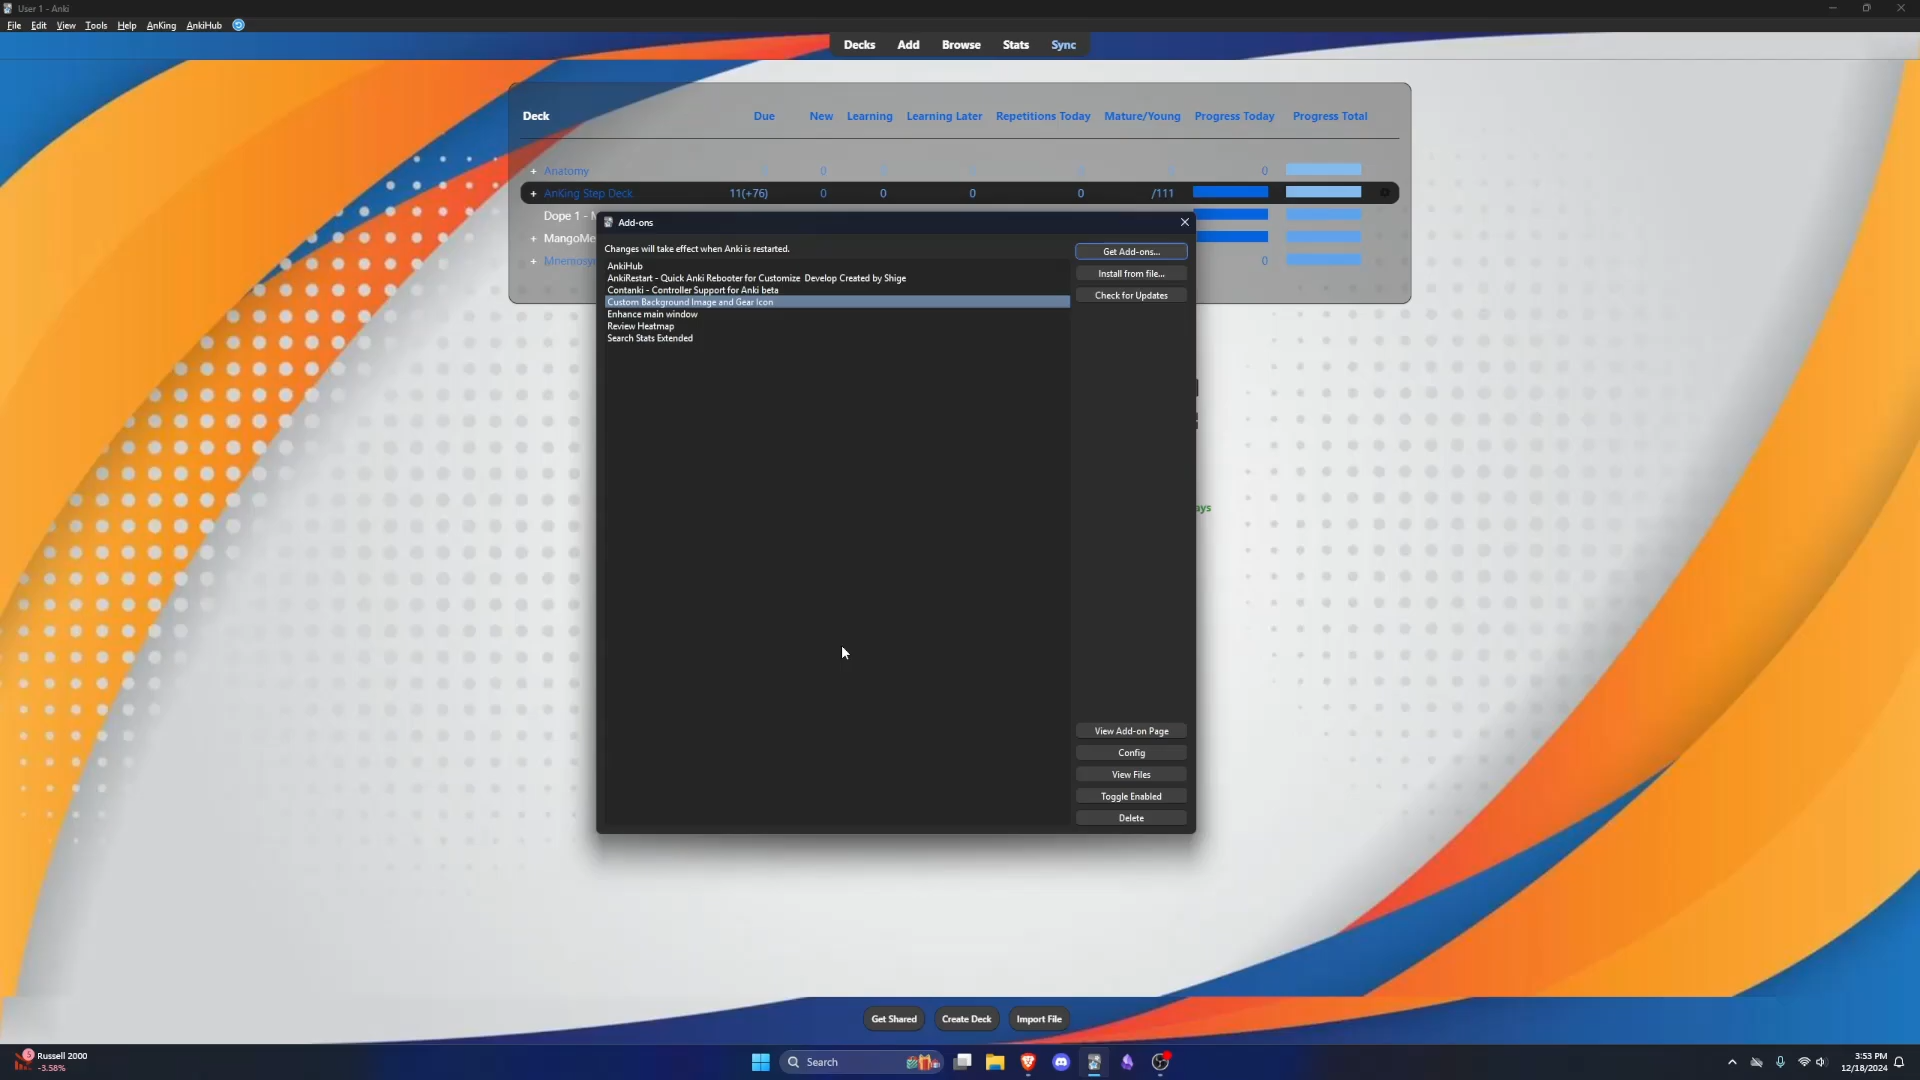 User 1 - Anki
File Edit View Tools Help AnKing AnkiHub
Decks Add Browse Stats Sync
Deck Due New Learning Learning Later Repetitions Today Mature/Young Progress Today Progress Total
+ Anatomy 0 0
+ AnKing Step Deck 11(+76) 0 0 0 0 /111
Dope 1 -
+ MangoMe
+ Mnemosy 0
Add-ons
Changes will take effect when Anki is restarted.
Get Add-ons...
AnkiHub
Install from file...
AnkiRestart - Quick Anki Rebooter for Customize Develop Created by Shige
Contanki - Controller Support for Anki beta
Check for Updates
Custom Background Image and Gear Icon
Enhance main window
Review Heatmap
Search Stats Extended
ays
View Add-on Page
Config
View Files
Toggle Enabled
Delete
Get Shared Create Deck Import File
Russell 2000
-3.58%
Search
3:53 PM
12/18/2024